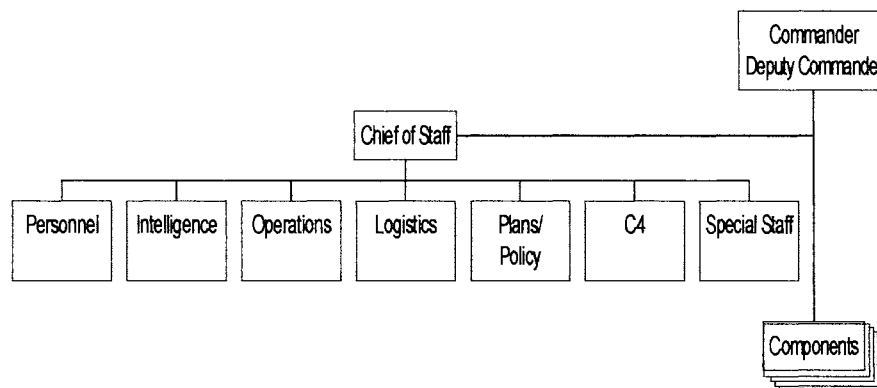 Commander
Deputy Commande
Chief of Staff
Personnel
Intelligence
Operations
Logistics
Plans/
Policy
C4
Special Staff
Components